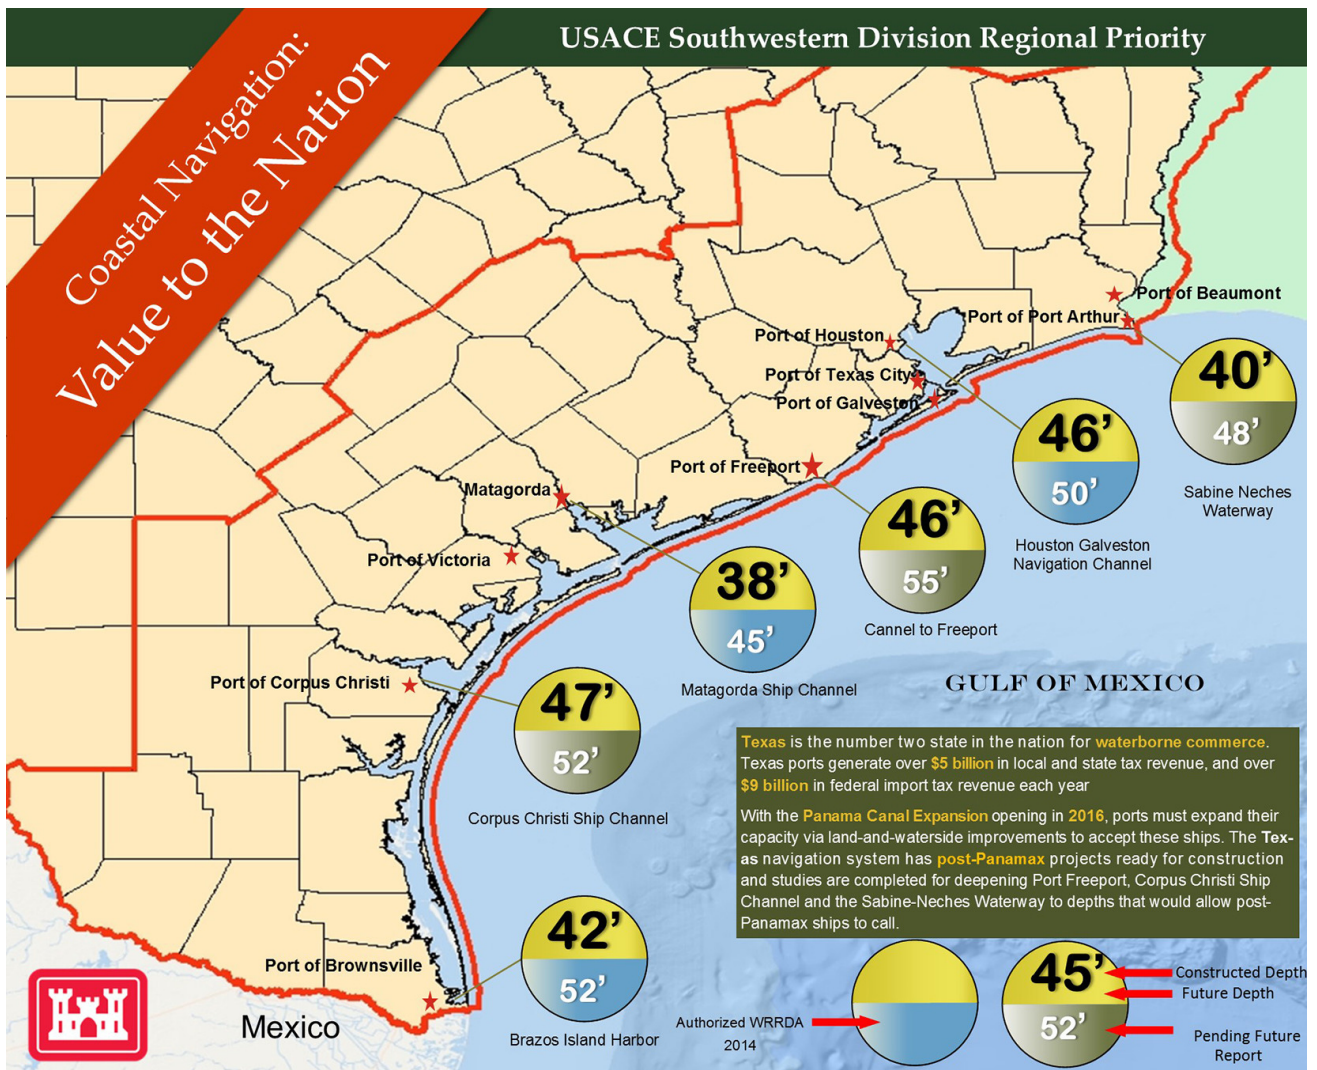 USACE Southwestern Division Regional Priority
Coastal Navigation:
Value to the Nation
Port of Beaumont
Port of Port Arthur
Port of Houston
Port of Texas City
Port of Galveston
Port of Freeport
Matagorda
Port of Victoria
Port of Corpus Christi
Port of Brownsville
Mexico
40’
48’
Sabine Neches
Waterway
46’
50’
Houston Galveston
Navigation Channel
46’
55’
Cannel to Freeport
38’
45’
Matagorda Ship Channel
47’
52’
Corpus Christi Ship Channel
42’
52’
Brazos Island Harbor
GULF OF MEXICO
Texas is the number two state in the nation for waterborne commerce.
Texas ports generate over $5 billion in local and state tax revenue, and over
$9 billion in federal import tax revenue each year
With the Panama Canal Expansion opening in 2016, ports must expand their
capacity via land-and-waterside improvements to accept these ships. The Tex-
as navigation system has post-Panamax projects ready for construction
and studies are completed for deepening Port Freeport, Corpus Christi Ship
Channel and the Sabine-Neches Waterway to depths that would allow post-
Panamax ships to call.
Authorized WRRDA
2014
45’
52’
Constructed Depth
Future Depth
Pending Future
Report